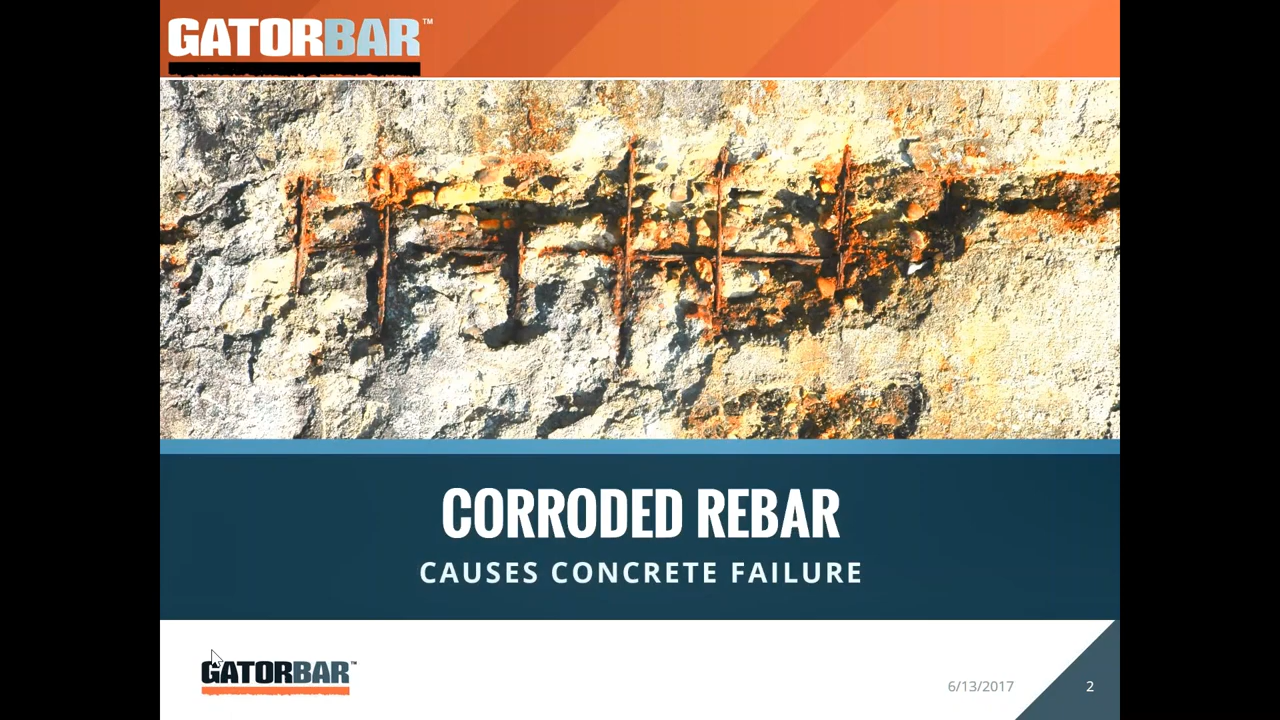 GATORBAR™
CORRODED REBAR
CAUSES CONCRETE FAILURE
GATORBAR™
6/13/2017
2